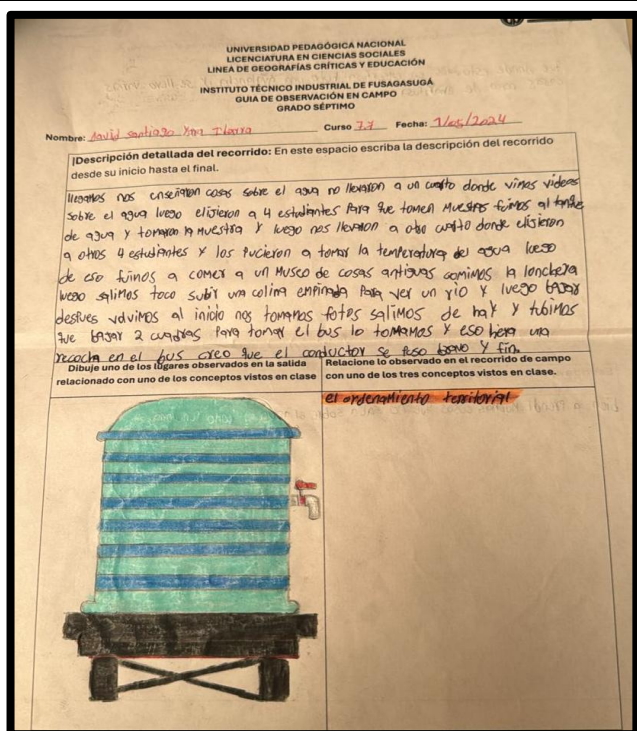 UNIVERSIDAD PEDAGÓGICA NACIONAL
LICENCIATURA EN CIENCIAS SOCIALES
LINEA DE GEOGRAFÍAS CRÍTICAS Y EDUCACIÓN
INSTITUTO TÉCNICO INDUSTRIAL DE FUSAGASUGÁ
GUIA DE OBSERVACIÓN EN CAMPO
GRADO SÉPTIMO
Nombre: David santiago Ibarra Curso 7.7 Fecha: 7/05/2024
|Descripción detallada del recorrido: En este espacio escriba la descripción del recorrido
desde su inicio hasta el final.
llegamos nos enseñaron cosas sobre el agua no llevaron a un cuarto donde vimos videos
sobre el agua luego elijieron a 4 estudiantes Para que tomen Muestras fuimos al tanque
de agua y tomaron la muestra y luego nos llevaron a otro cuarto donde elijieron
a otros 4 estudiantes y los pucieron a tomar la temperatura del agua luego
de eso fuimos a comer a un Museo de cosas antiguas comimos la lonchera
luego salimos toco subir una colina empinada Para ver un rio y luego bajar
despues volvimos al inicio nos tomamos fotos salimos de hay y tubimos
que bajar 2 cuadras Para tomar el bus lo tomamos y eso hera una
recocha en el bus creo que el conductor se puso bravo y fin.
Dibuje uno de los lugares observados en la salida
relacionado con uno de los conceptos vistos en clase
Relacione lo observado en el recorrido de campo
con uno de los tres conceptos vistos en clase.
el ordenamiento territorial